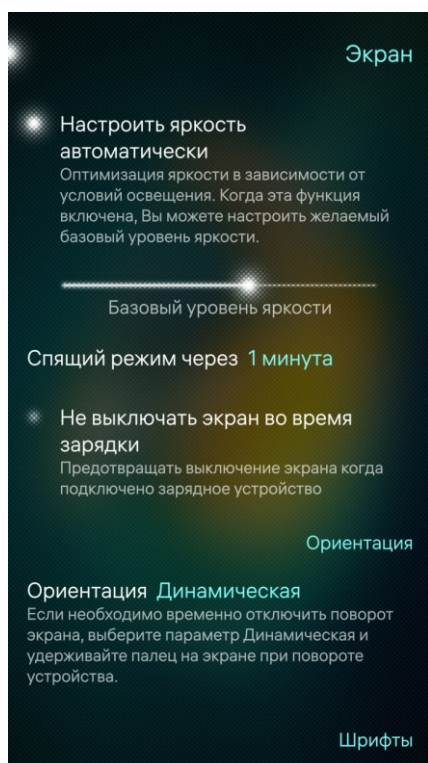 Экран
Настроить яркость
автоматически
Оптимизация яркости в зависимости от
условий освещения. Когда эта функция
включена, Вы можете настроить желаемый
базовый уровень яркости.
Базовый уровень яркости
Спящий режим через 1 минута
Не выключать экран во время
зарядки
Предотвращать выключение экрана когда
подключено зарядное устройство
Ориентация
Ориентация Динамическая
Если необходимо временно отключить поворот
экрана, выберите параметр Динамическая и
удерживайте палец на экране при повороте
устройства.
Шрифты